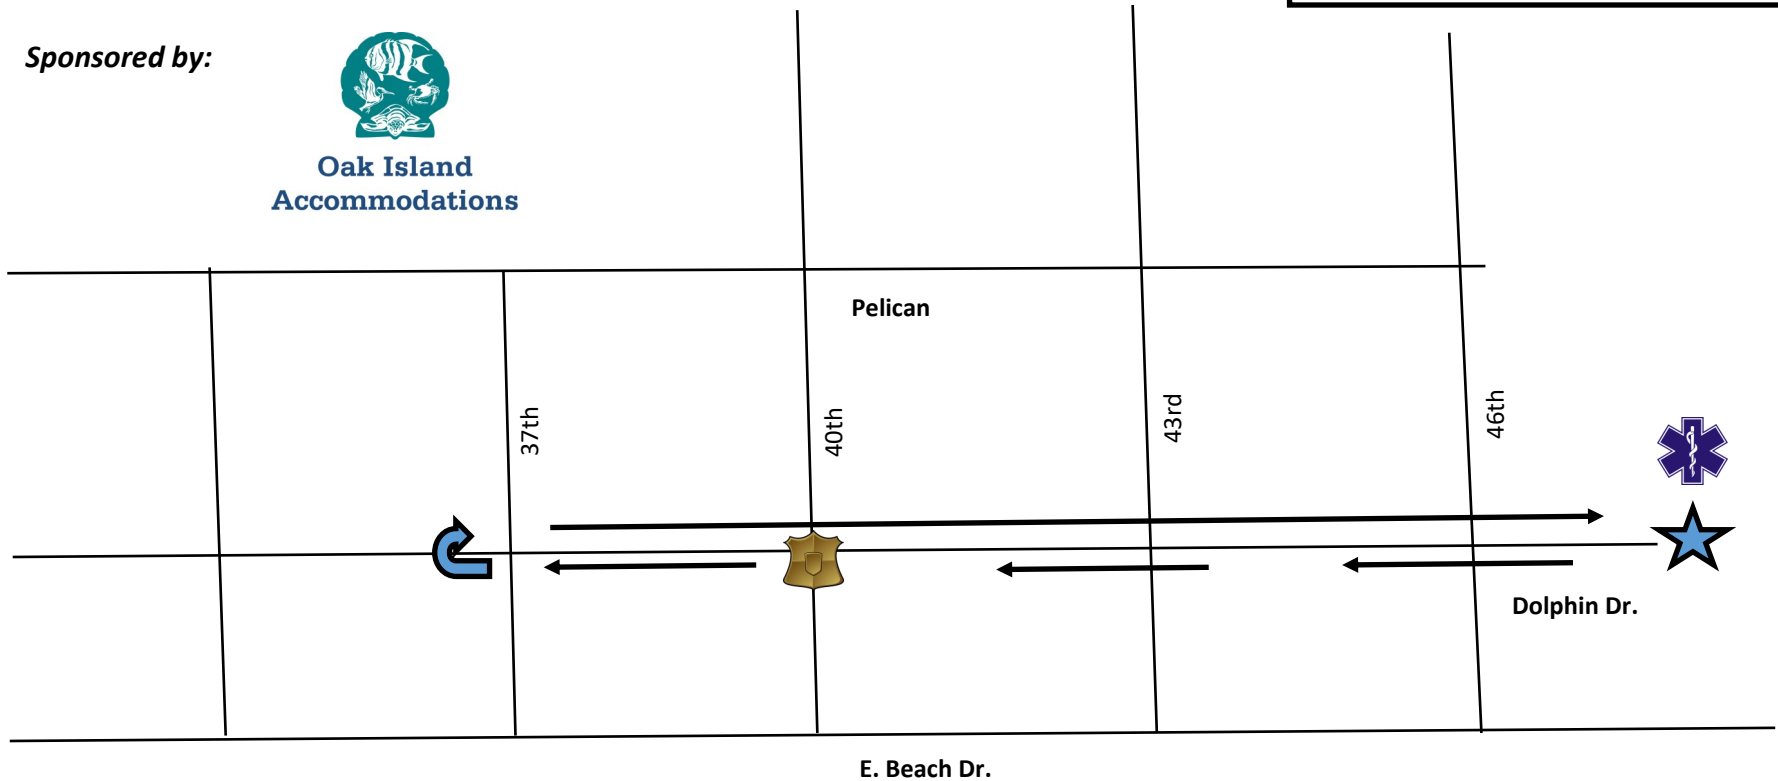 Sponsored by:
Oak Island
Accommodations
Pelican
37th
40th
43rd
46th
Dolphin Dr.
E. Beach Dr.